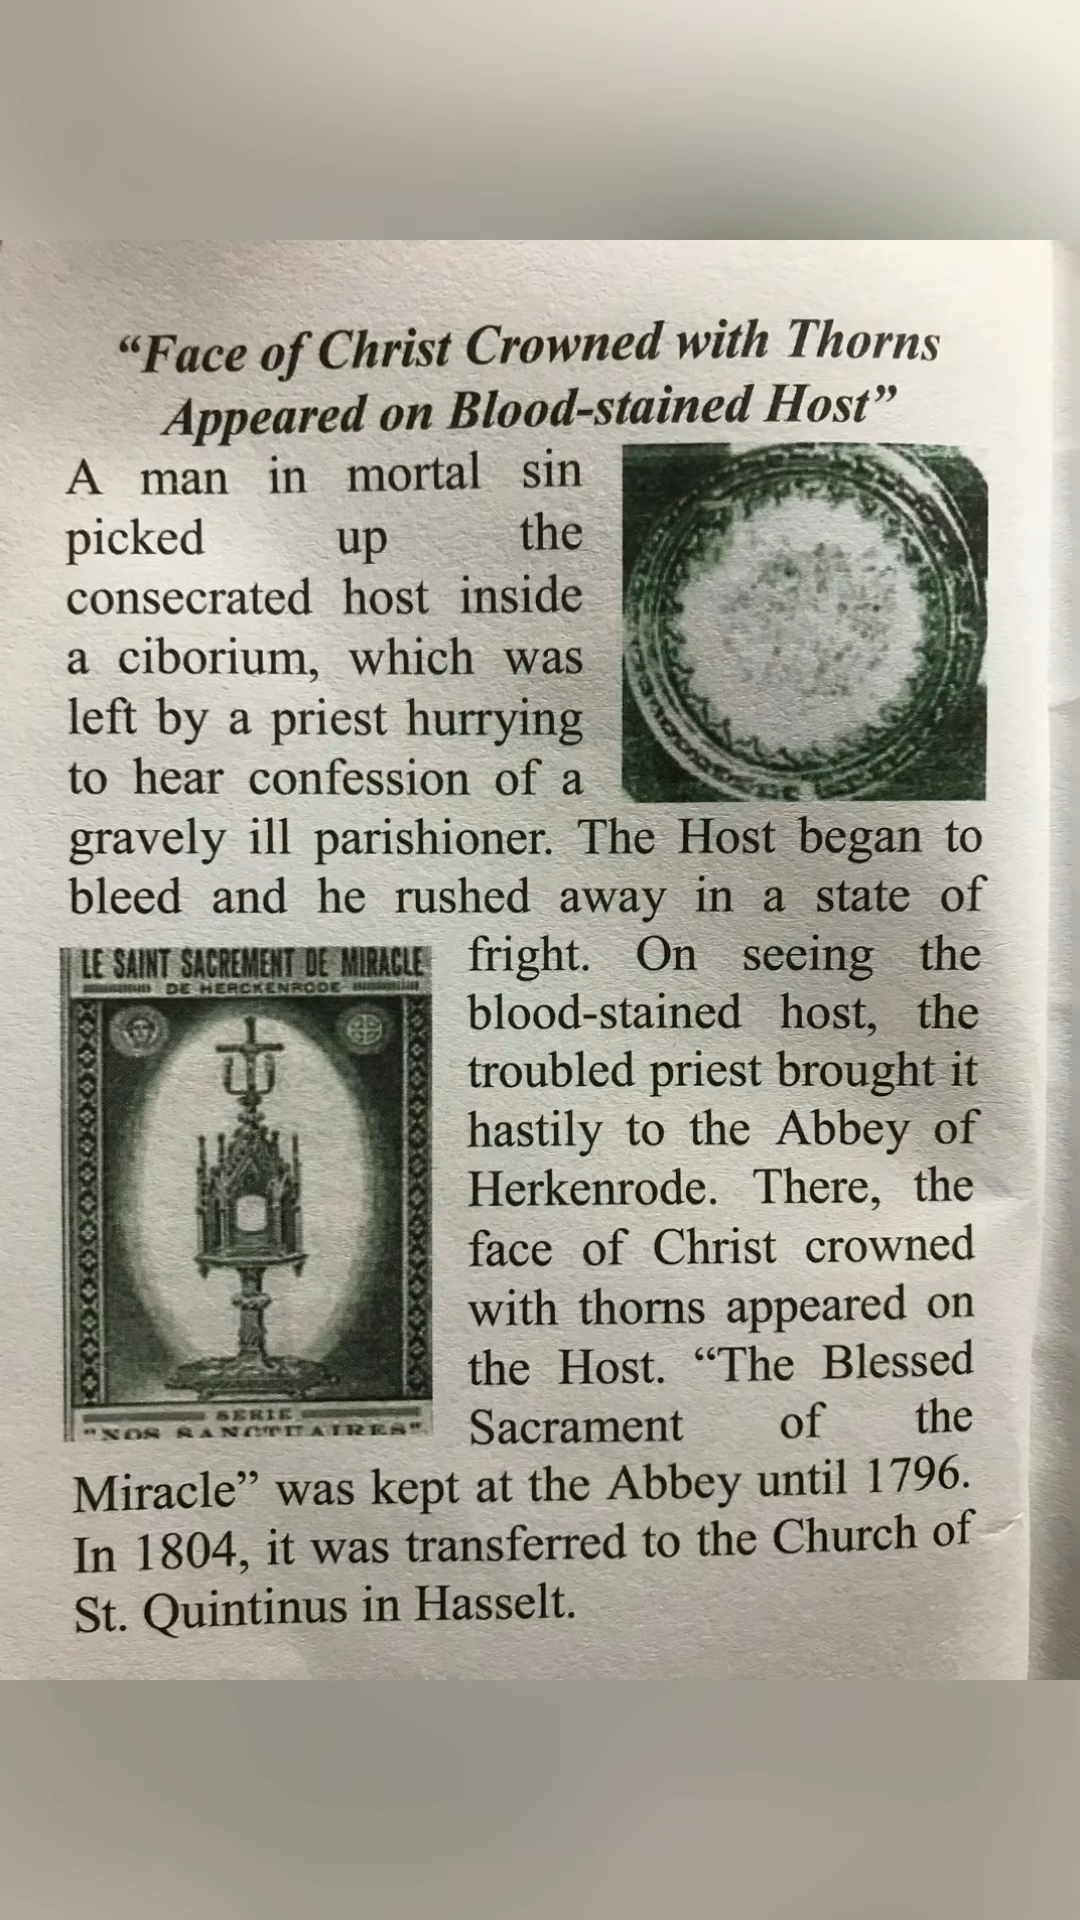 “Face of Christ Crowned with Thorns
Appeared on Blood-stained Host”
A man in mortal sin
picked up the
consecrated host inside
a ciborium, which was
left by a priest hurrying
to hear confession of a
gravely ill parishioner. The Host began to
bleed and he rushed away in a state of
fright. On seeing the
blood-stained host, the
troubled priest brought it
hastily to the Abbey of
Herkenrode. There, the
face of Christ crowned
with thorns appeared on
the Host. “The Blessed
Sacrament of the
Miracle” was kept at the Abbey until 1796.
In 1804, it was transferred to the Church of
St. Quintinus in Hasselt.
LE SAINT SACREMENT DE MIRACLE
DE HERCKENRODE
SERIE
"NOS SANCTUAIRES"